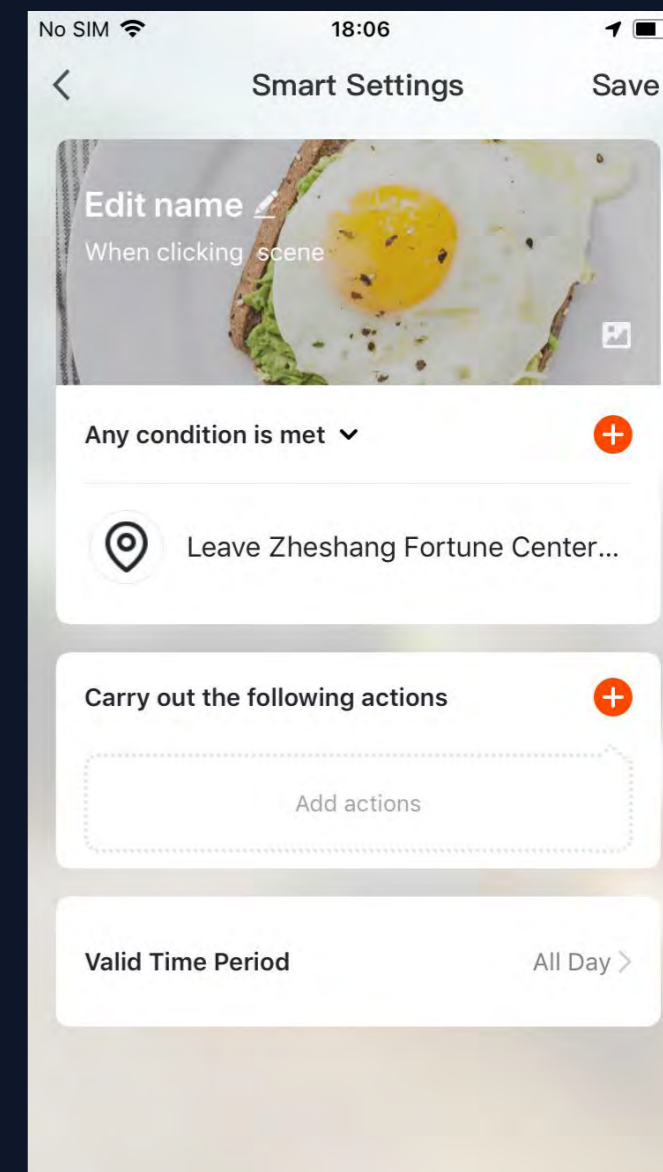 No SIM 18:06
Smart Settings Save
Edit name
When clicking scene
Any condition is met
Leave Zheshang Fortune Center...
Carry out the following actions
Add actions
Valid Time Period All Day